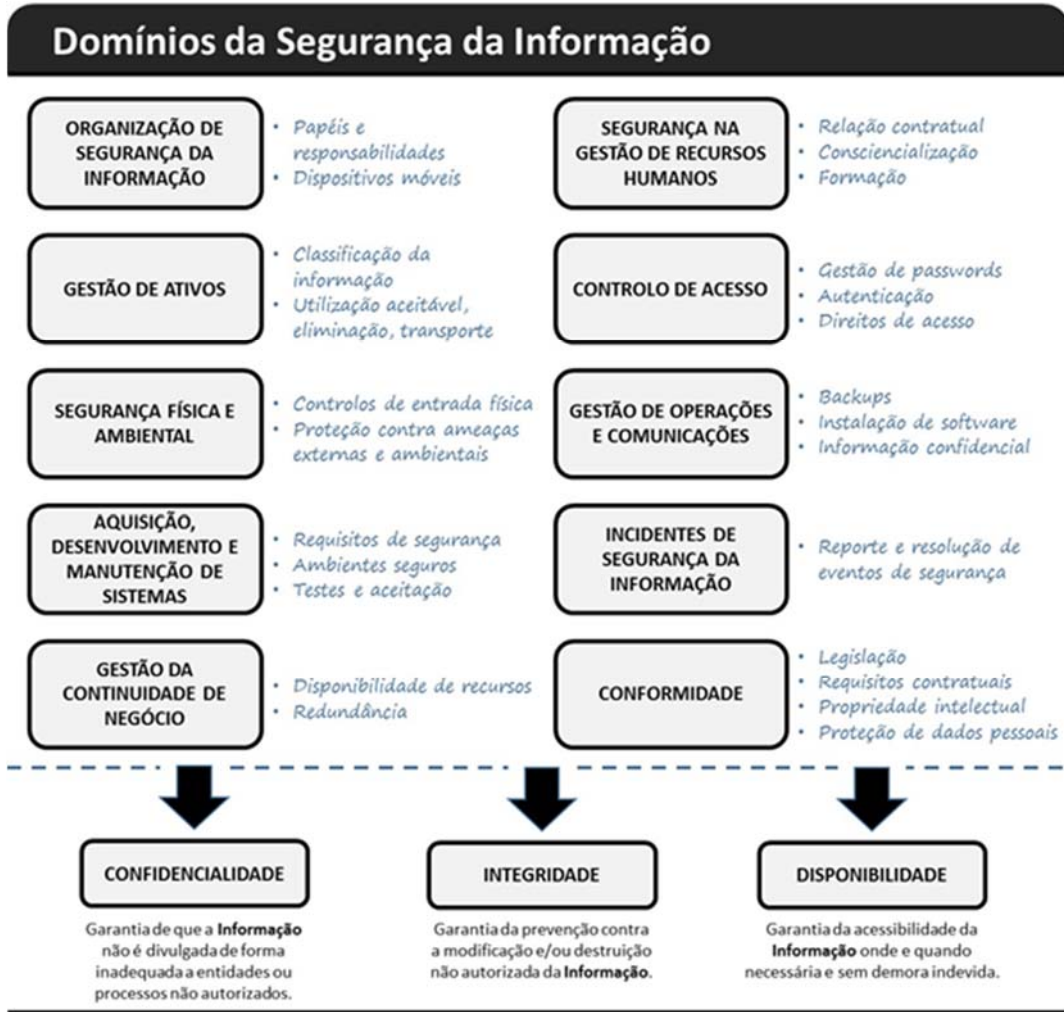 Domínios da Segurança da Informação
ORGANIZAÇÃO DE
SEGURANÇA DA
INFORMAÇÃO
• Papéis e
responsabilidades
• Dispositivos móveis
SEGURANÇA NA
GESTÃO DE RECURSOS
HUMANOS
• Relação contratual
• Consciencialização
• Formação
GESTÃO DE ATIVOS
• Classificação da
informação
• Utilização aceitável,
eliminação, transporte
CONTROLO DE ACESSO
• Gestão de passwords
• Autenticação
• Direitos de acesso
SEGURANÇA FÍSICA E
AMBIENTAL
• Controlos de entrada física
• Proteção contra ameaças
externas e ambientais
GESTÃO DE OPERAÇÕES
E COMUNICAÇÕES
• Backups
• Instalação de software
• Informação confidencial
AQUISIÇÃO,
DESENVOLVIMENTO E
MANUTENÇÃO DE
SISTEMAS
• Requisitos de segurança
• Ambientes seguros
• Testes e aceitação
INCIDENTES DE
SEGURANÇA DA
INFORMAÇÃO
• Reporte e resolução de
eventos de segurança
GESTÃO DA
CONTINUIDADE DE
NEGÓCIO
• Disponibilidade de recursos
• Redundância
CONFORMIDADE
• Legislação
• Requisitos contratuais
• Propriedade intelectual
• Proteção de dados pessoais
CONFIDENCIALIDADE
Garantia de que a Informação
não é divulgada de forma
inadequada a entidades ou
processos não autorizados.
INTEGRIDADE
Garantia da prevenção contra
a modificação e/ou destruição
não autorizada da Informação.
DISPONIBILIDADE
Garantia da acessibilidade da
Informação onde e quando
necessária e sem demora indevida.